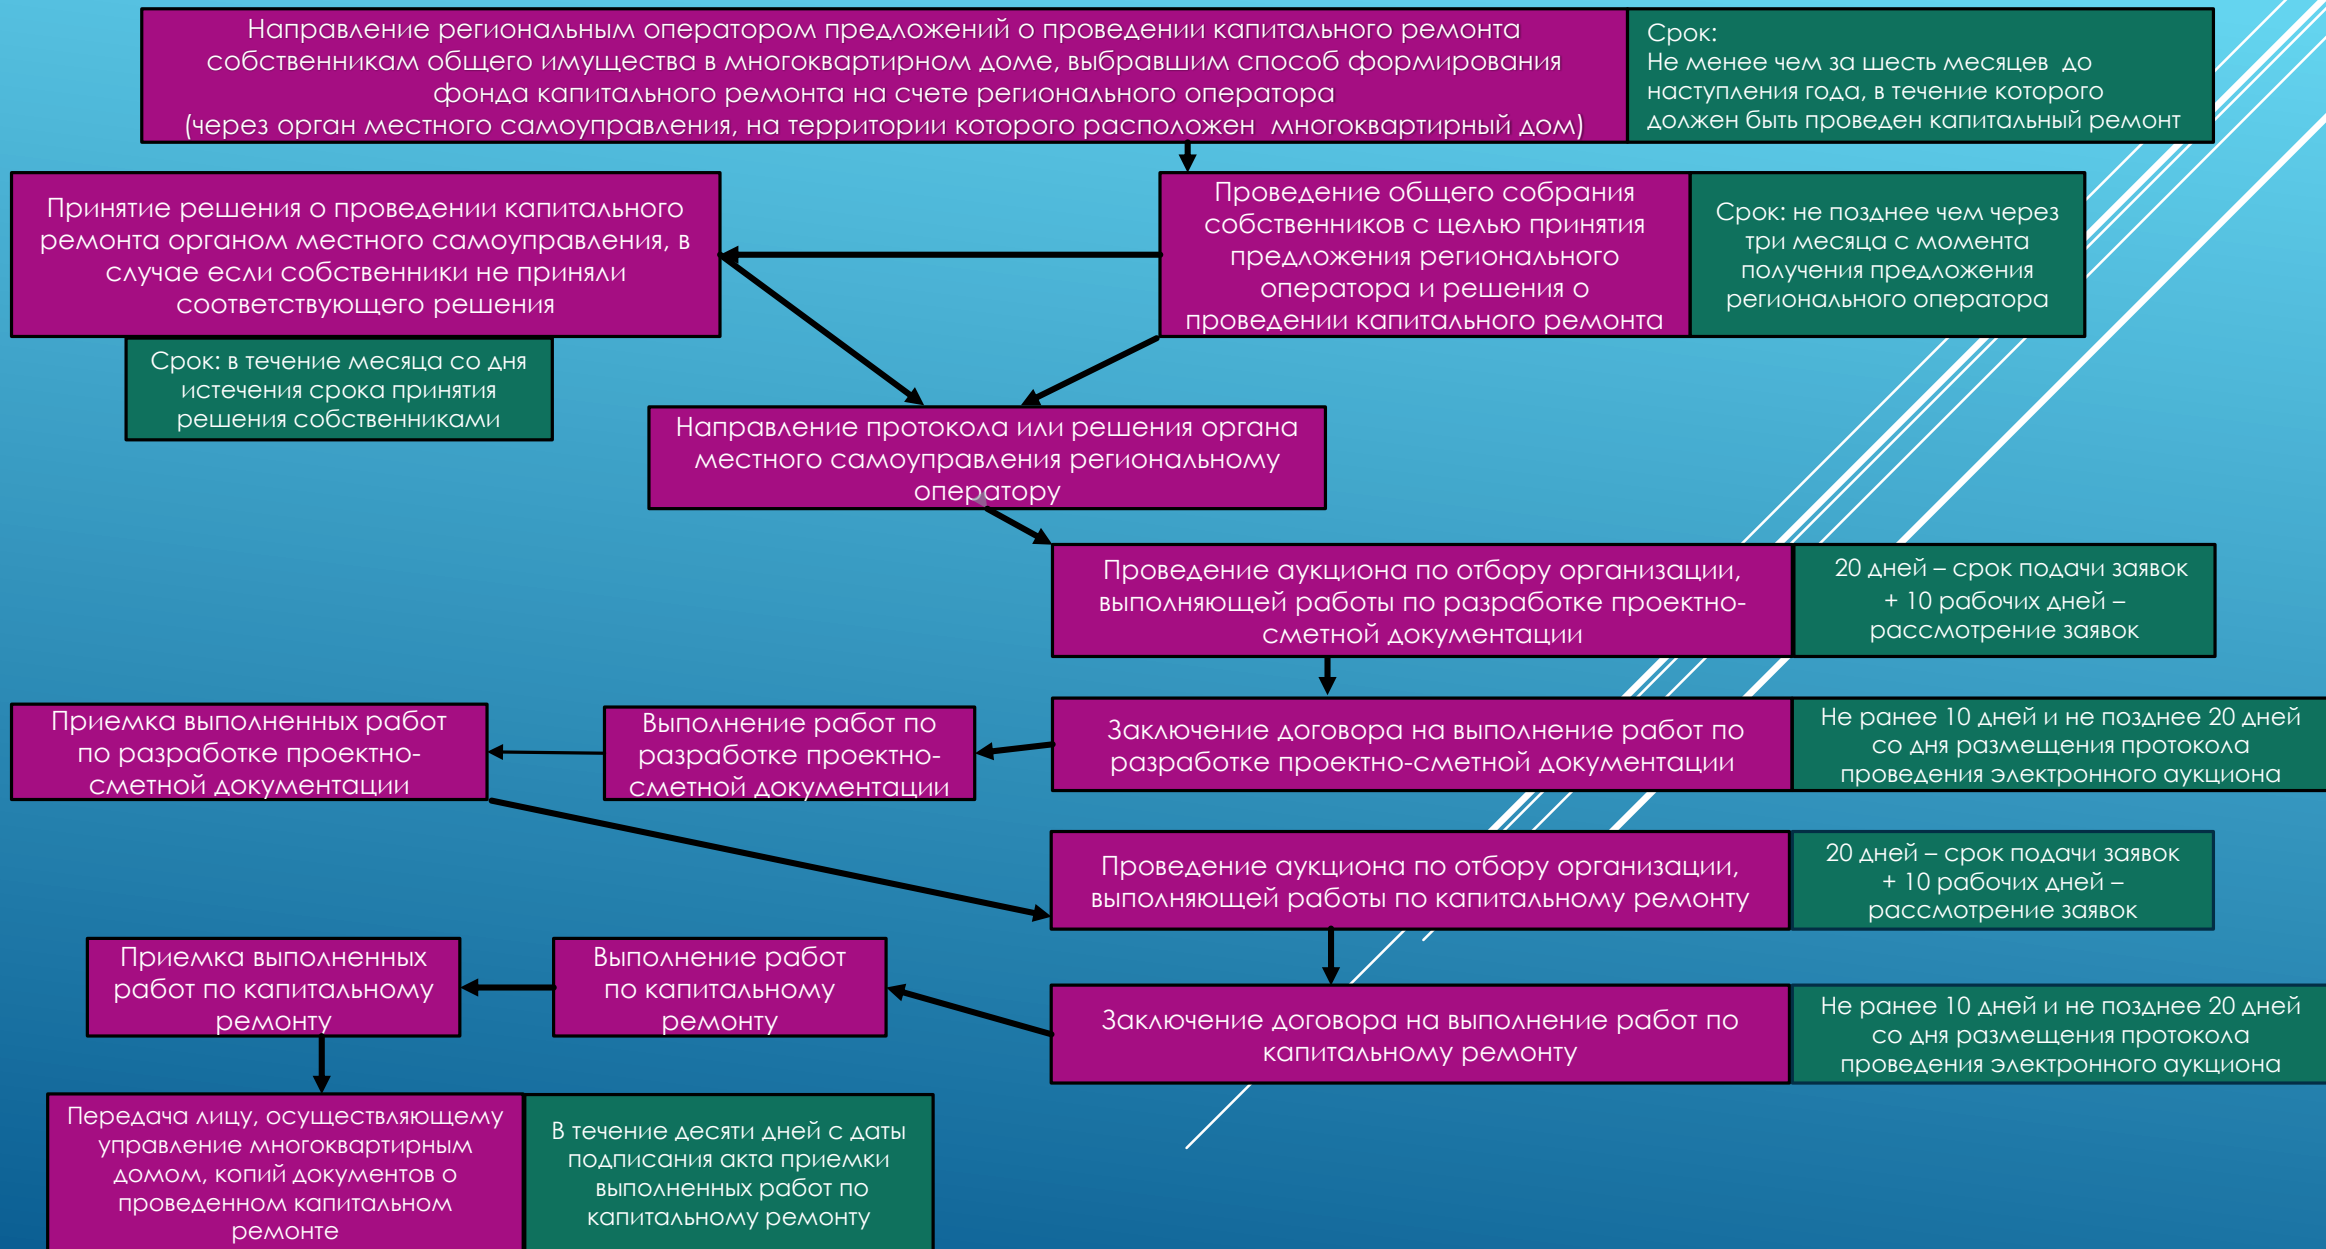 Направление региональным оператором предложений о проведении капитального ремонта
собственникам общего имущества в многоквартирном доме, выбравшим способ формирования
фонда капитального ремонта на счете регионального оператора
(через орган местного самоуправления, на территории которого расположен многоквартирный дом)
Срок:
Не менее чем за шесть месяцев до
наступления года, в течение которого
должен быть проведен капитальный ремонт
Принятие решения о проведении капитального
ремонта органом местного самоуправления, в
случае если собственники не приняли
соответствующего решения
Срок: в течение месяца со дня
истечения срока принятия
решения собственниками
Проведение общего собрания
собственников с целью принятия
предложения регионального
оператора и решения о
проведении капитального ремонта
Срок: не позднее чем через
три месяца с момента
получения предложения
регионального оператора
Направление протокола или решения органа
местного самоуправления региональному
оператору
Проведение аукциона по отбору организации,
выполняющей работы по разработке проектно-
сметной документации
20 дней – срок подачи заявок
+ 10 рабочих дней –
рассмотрение заявок
Заключение договора на выполнение работ по
разработке проектно-сметной документации
Не ранее 10 дней и не позднее 20 дней
со дня размещения протокола
проведения электронного аукциона
Выполнение работ по
разработке проектно-
сметной документации
Приемка выполненных работ
по разработке проектно-
сметной документации
Проведение аукциона по отбору организации,
выполняющей работы по капитальному ремонту
20 дней – срок подачи заявок
+ 10 рабочих дней –
рассмотрение заявок
Заключение договора на выполнение работ по
капитальному ремонту
Не ранее 10 дней и не позднее 20 дней
со дня размещения протокола
проведения электронного аукциона
Выполнение работ
по капитальному
ремонту
Приемка выполненных
работ по капитальному
ремонту
Передача лицу, осуществляющему
управление многоквартирным
домом, копий документов о
проведенном капитальном
ремонте
В течение десяти дней с даты
подписания акта приемки
выполненных работ по
капитальному ремонту